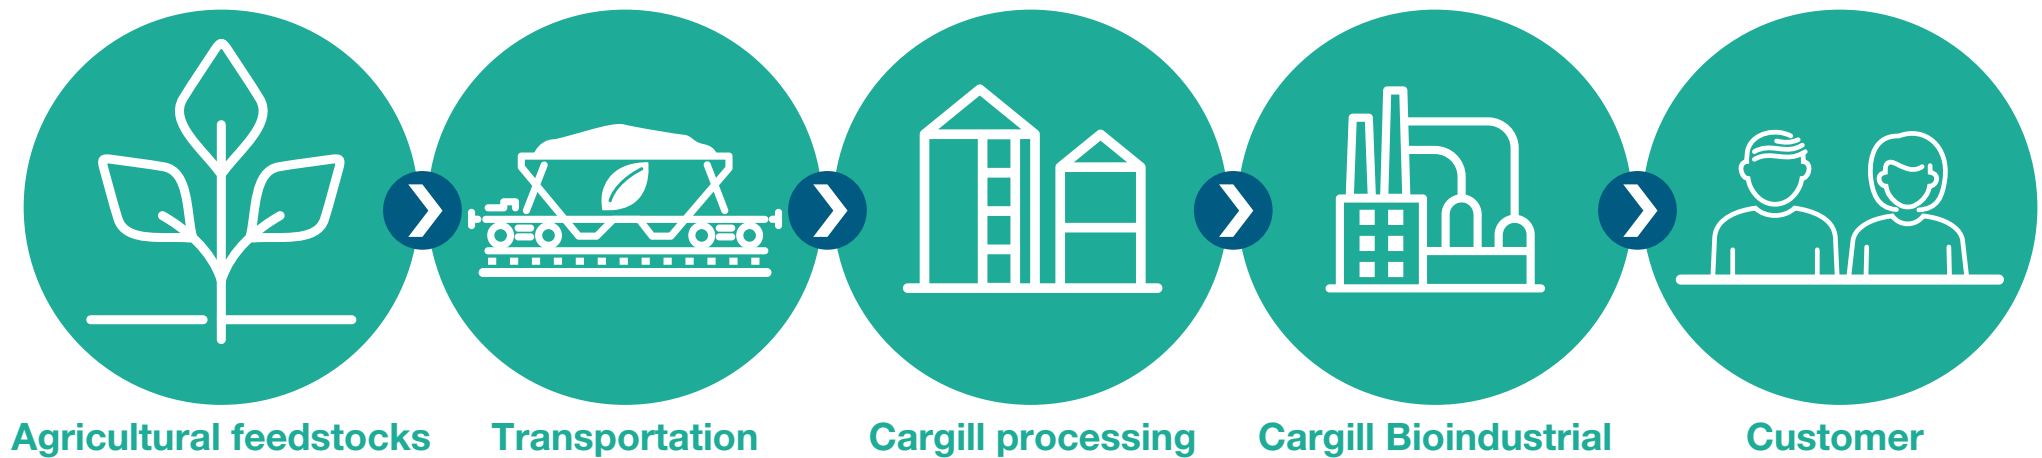 Agricultural feedstocks
Transportation
Cargill processing
Cargill Bioindustrial
Customer